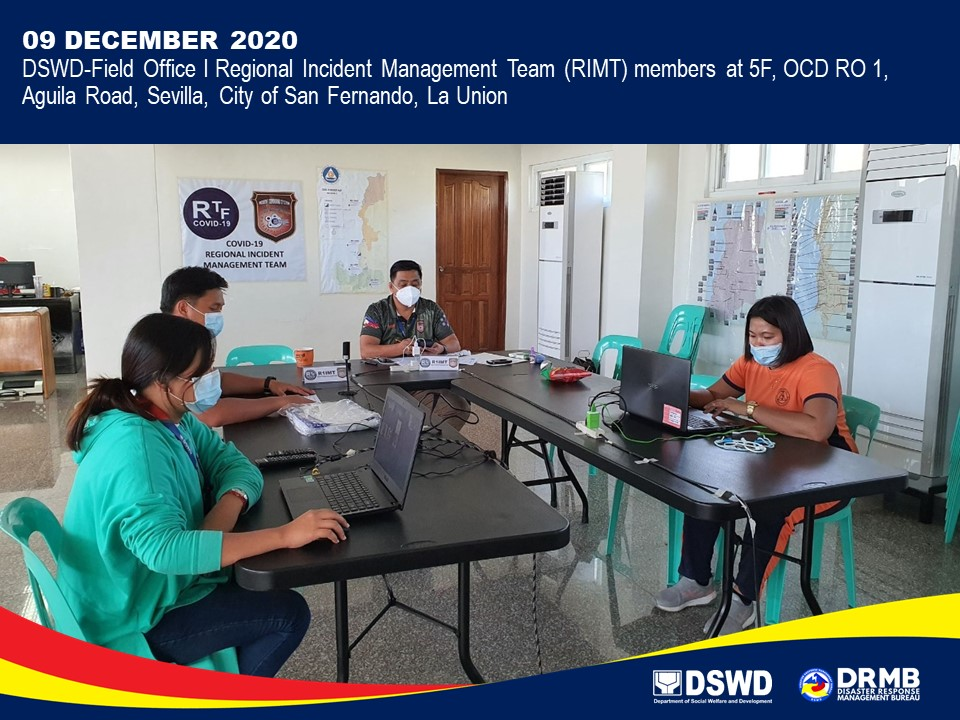 09 DECEMBER 2020
DSWD-Field Office I Regional Incident Management Team (RIMT) members at 5F, OCD RO 1,
Aguila Road, Sevilla, City of San Fernando, La Union
RTF
COVID-19
COVID-19
REGIONAL INCIDENT
MANAGEMENT TEAM
R1IMT
R1IMT
DSWD
Department of Social Welfare and Development
DRMB
DISASTER RESPONSE
MANAGEMENT BUREAU